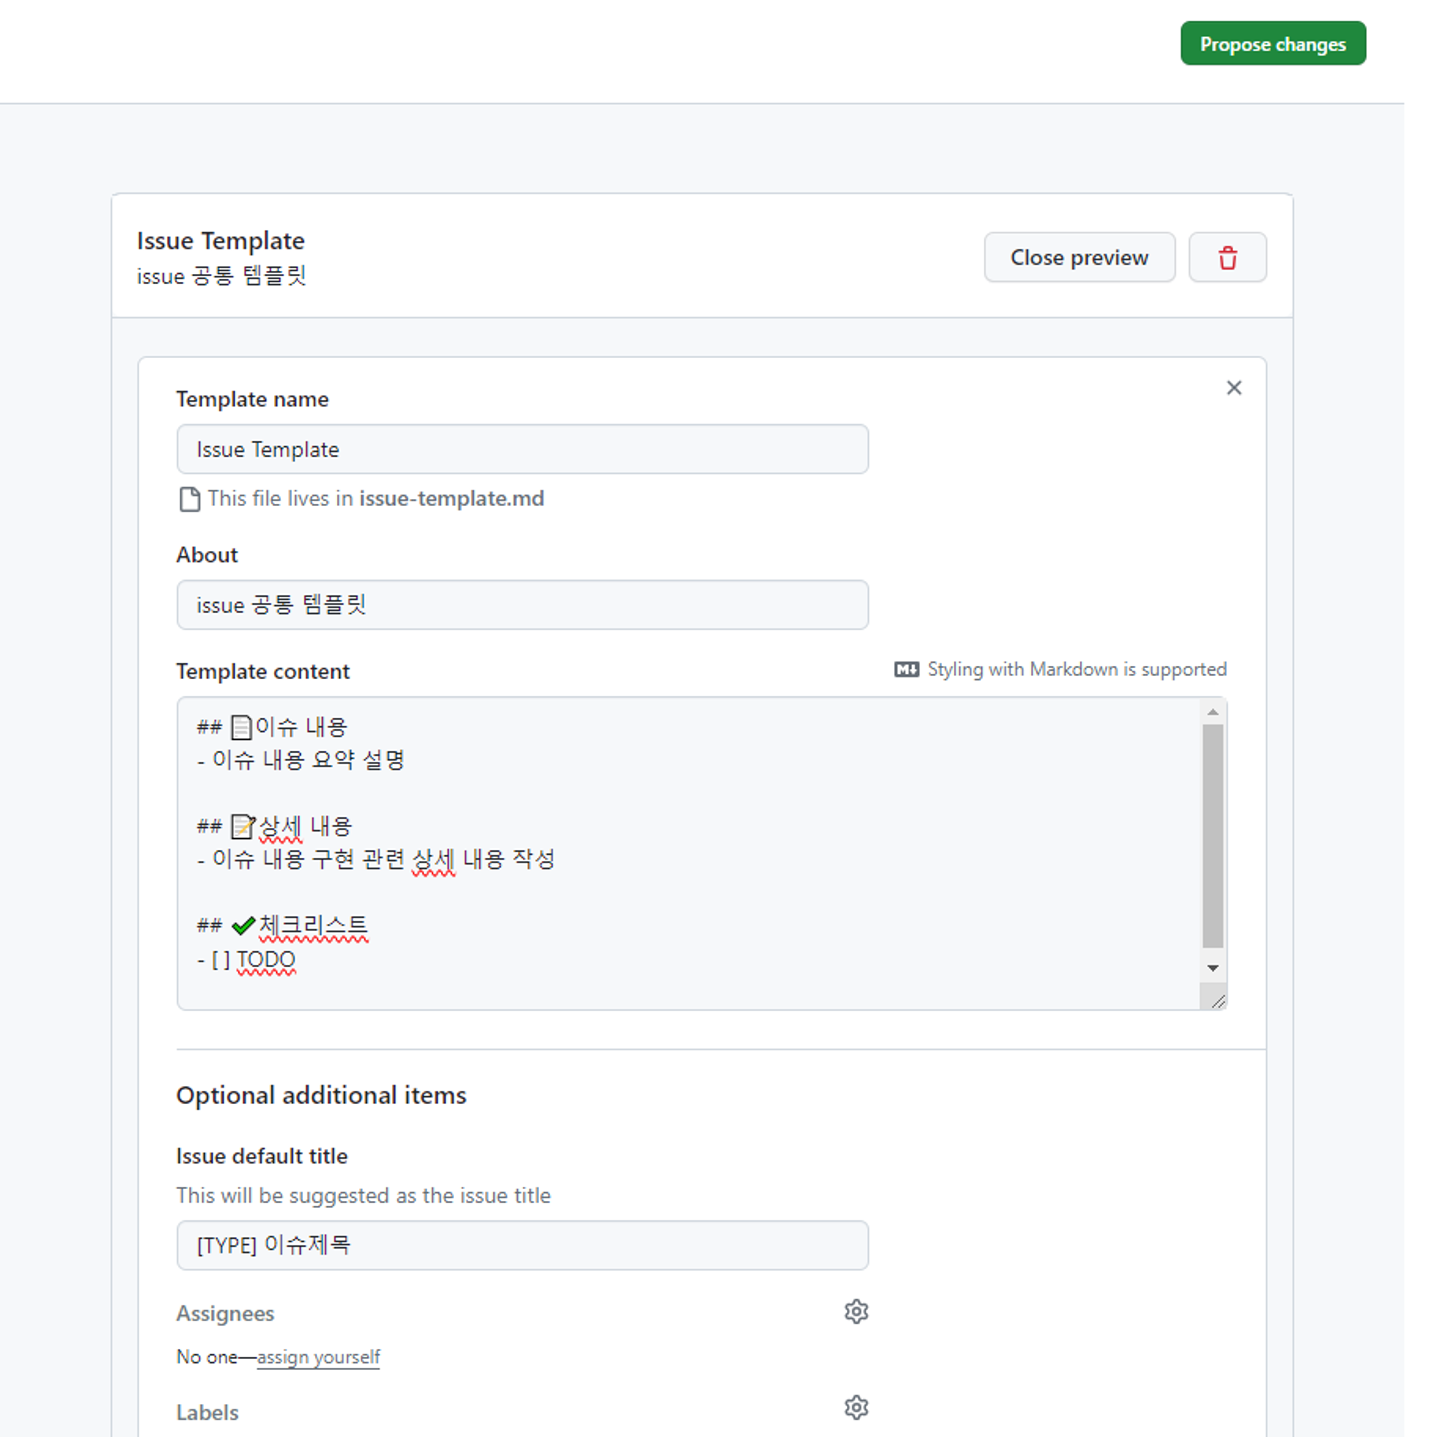 Propose changes
Issue Template
issue 공통 템플릿
Close preview
Template name
Issue Template
This file lives in issue-template.md
About
issue 공통 템플릿
Template content
Styling with Markdown is supported
## 📄이슈 내용
- 이슈 내용 요약 설명
## 📝상세 내용
- 이슈 내용 구현 관련 상세 내용 작성
## ✔️체크리스트
- [ ] TODO
Optional additional items
Issue default title
This will be suggested as the issue title
[TYPE] 이슈제목
Assignees
No one—assign yourself
Labels